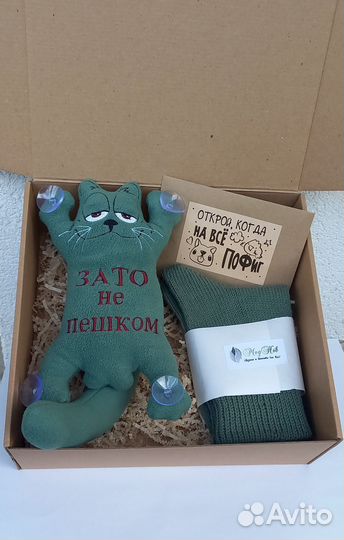 ОТКРОЙ, КОГДА
НА ВСЁ
ПОФИГ
ЗАТО
не
пешком
Avito